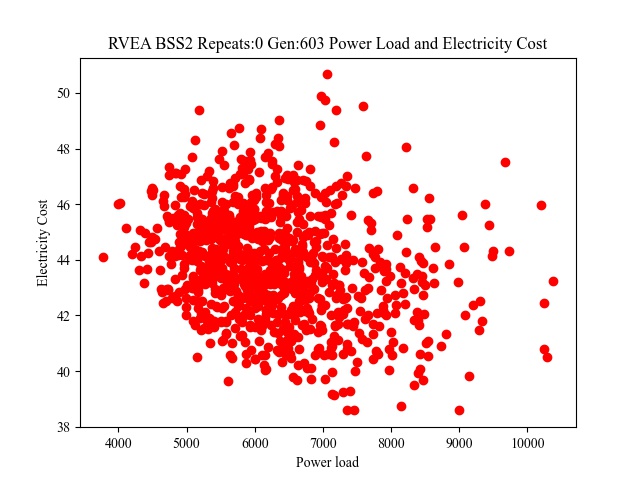 RVEA BSS2 Repeats:0 Gen:603 Power Load and Electricity Cost
50
48
46
44
42
40
38
Electricity Cost
4000 5000 6000 7000 8000 9000 10000
Power load